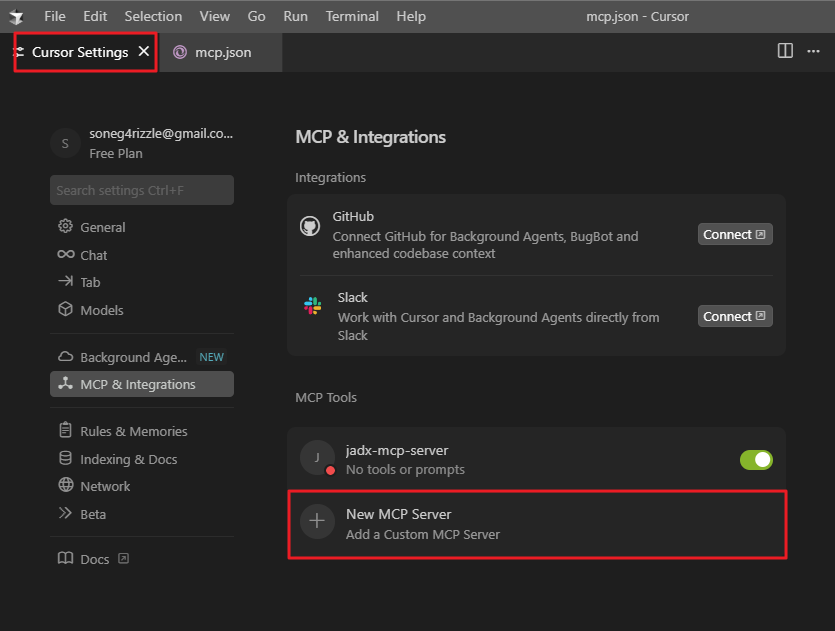 File Edit Selection View Go Run Terminal Help mcp.json - Cursor
Cursor Settings mcp.json
S
soneg4rizzle@gmail.co...
Free Plan
Search settings Ctrl+F
General
Chat
Tab
Models
Background Age... NEW
MCP & Integrations
Rules & Memories
Indexing & Docs
Network
Beta
Docs
MCP & Integrations
Integrations
GitHub
Connect GitHub for Background Agents, BugBot and
enhanced codebase context
Connect
Slack
Work with Cursor and Background Agents directly from
Slack
Connect
MCP Tools
J
jadx-mcp-server
No tools or prompts
New MCP Server
Add a Custom MCP Server